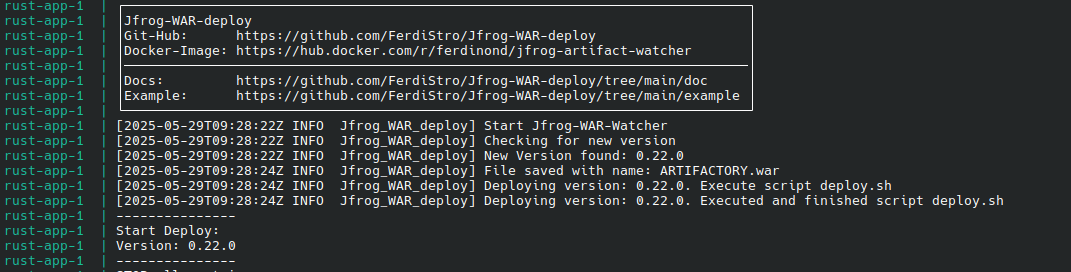 rust-app-1 |
rust-app-1 | Jfrog-WAR-deploy
rust-app-1 | Git-Hub: https://github.com/FerdiStro/Jfrog-WAR-deploy
rust-app-1 | Docker-Image: https://hub.docker.com/r/ferdinond/jfrog-artifact-watcher
rust-app-1 |
rust-app-1 | Docs: https://github.com/FerdiStro/Jfrog-WAR-deploy/tree/main/doc
rust-app-1 | Example: https://github.com/FerdiStro/Jfrog-WAR-deploy/tree/main/example
rust-app-1 |
rust-app-1 | [2025-05-29T09:28:22Z INFO  Jfrog_WAR_deploy] Start Jfrog-WAR-Watcher
rust-app-1 | [2025-05-29T09:28:22Z INFO  Jfrog_WAR_deploy] Checking for new version
rust-app-1 | [2025-05-29T09:28:22Z INFO  Jfrog_WAR_deploy] New Version found: 0.22.0
rust-app-1 | [2025-05-29T09:28:24Z INFO  Jfrog_WAR_deploy] File saved with name: ARTIFACTORY.war
rust-app-1 | [2025-05-29T09:28:24Z INFO  Jfrog_WAR_deploy] Deploying version: 0.22.0. Execute script deploy.sh
rust-app-1 | [2025-05-29T09:28:24Z INFO  Jfrog_WAR_deploy] Deploying version: 0.22.0. Executed and finished script deploy.sh
rust-app-1 | ---------------
rust-app-1 | Start Deploy:
rust-app-1 | Version: 0.22.0
rust-app-1 | ---------------
rust-app-1 |